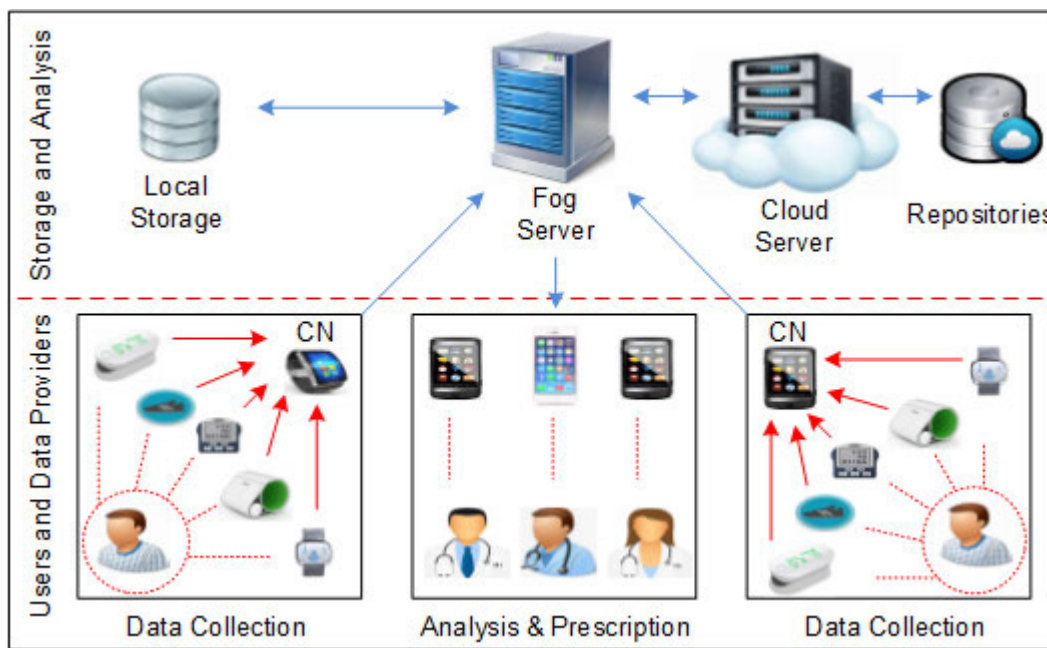 Storage and Analysis
Local
Storage
Fog
Server
Cloud
Server
Repositories
Users and Data Providers
CN
CN
Data Collection
Analysis & Prescription
Data Collection